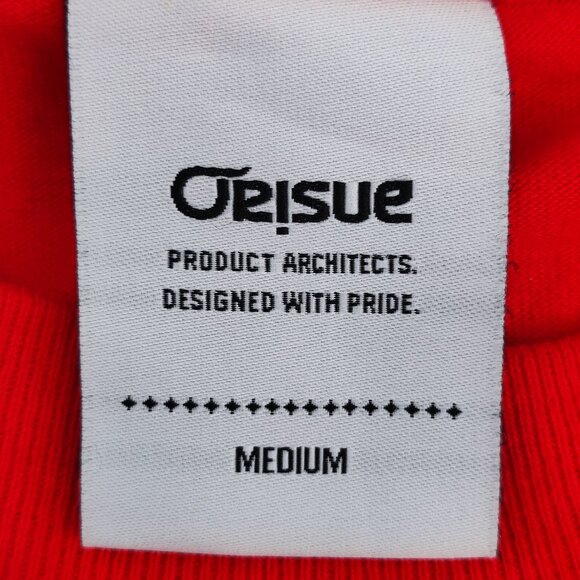 Orisue
PRODUCT ARCHITECTS.
DESIGNED WITH PRIDE.
MEDIUM